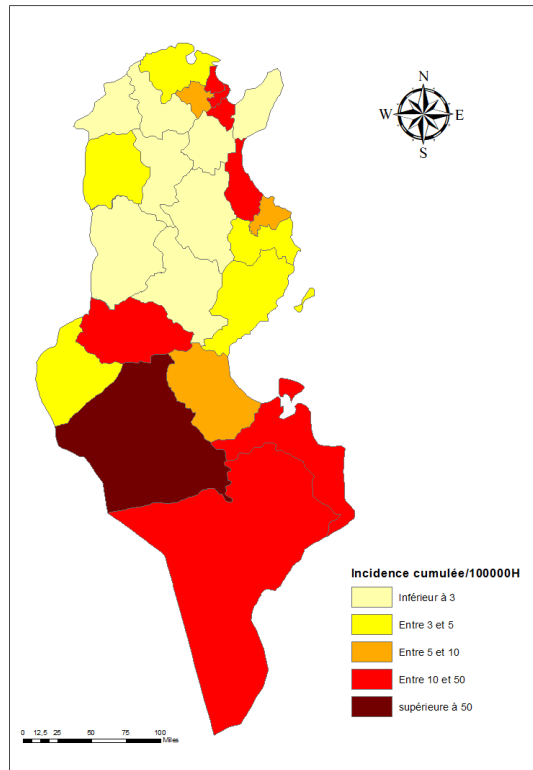 N
W E
S
Incidence cumulée/100000H
Inférieur à 3
Entre 3 et 5
Entre 5 et 10
Entre 10 et 50
supérieure à 50
0 12,5 25 50 75 100
Miles